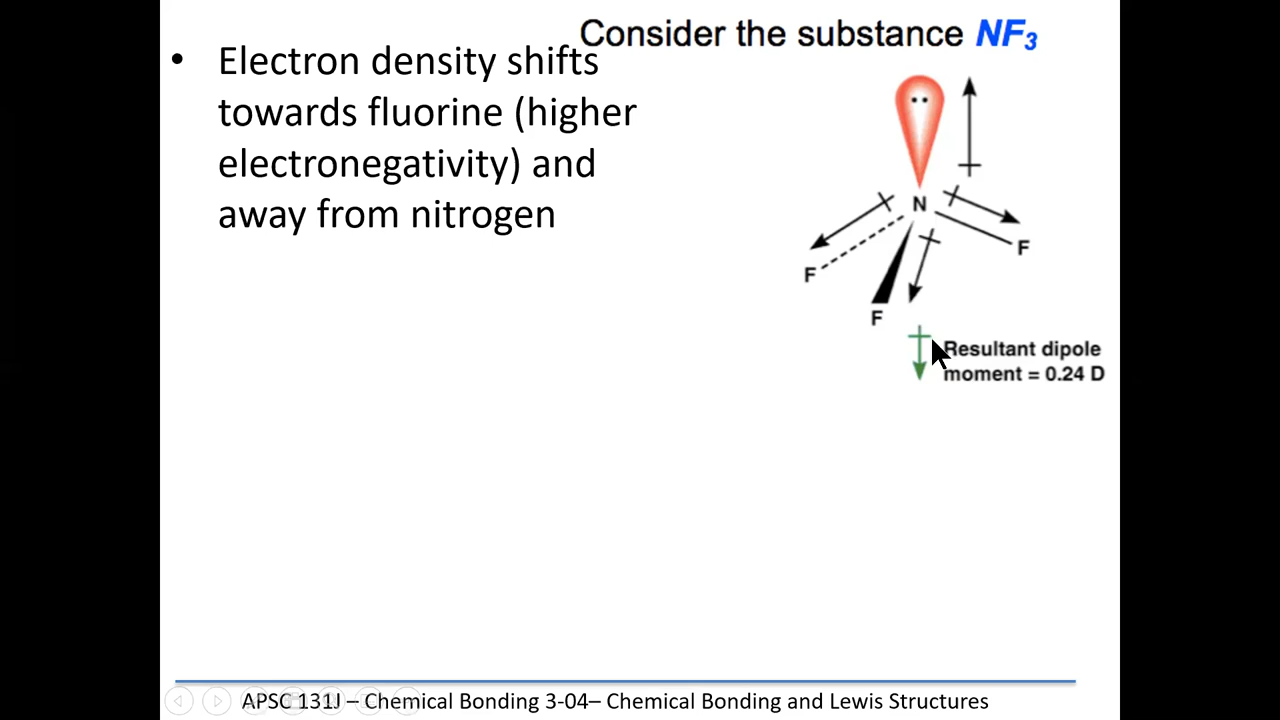 Consider the substance NF₃
• Electron density shifts
towards fluorine (higher
electronegativity) and
away from nitrogen
N
F
F
F
Resultant dipole
moment = 0.24 D
APSC 131J – Chemical Bonding 3-04– Chemical Bonding and Lewis Structures